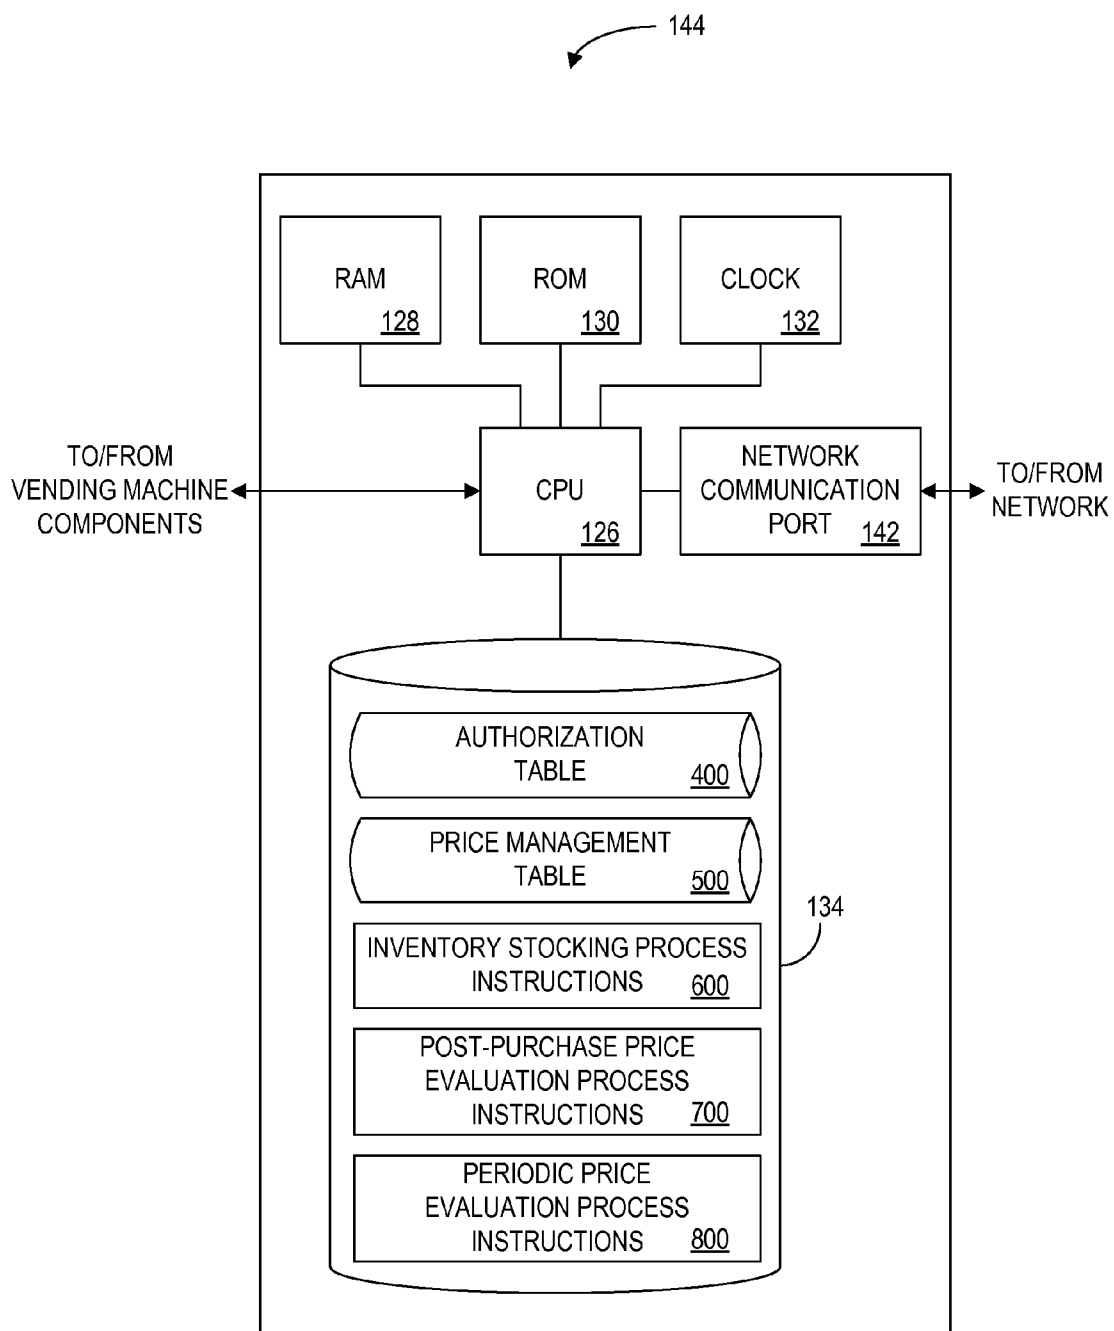 144
RAM
128
ROM
130
CLOCK
132
TO/FROM
VENDING MACHINE
COMPONENTS
CPU
126
NETWORK
COMMUNICATION
PORT
142
TO/FROM
NETWORK
AUTHORIZATION
TABLE
400
PRICE MANAGEMENT
TABLE
500
134
INVENTORY STOCKING PROCESS
INSTRUCTIONS
600
POST-PURCHASE PRICE
EVALUATION PROCESS
INSTRUCTIONS
700
PERIODIC PRICE
EVALUATION PROCESS
INSTRUCTIONS
800